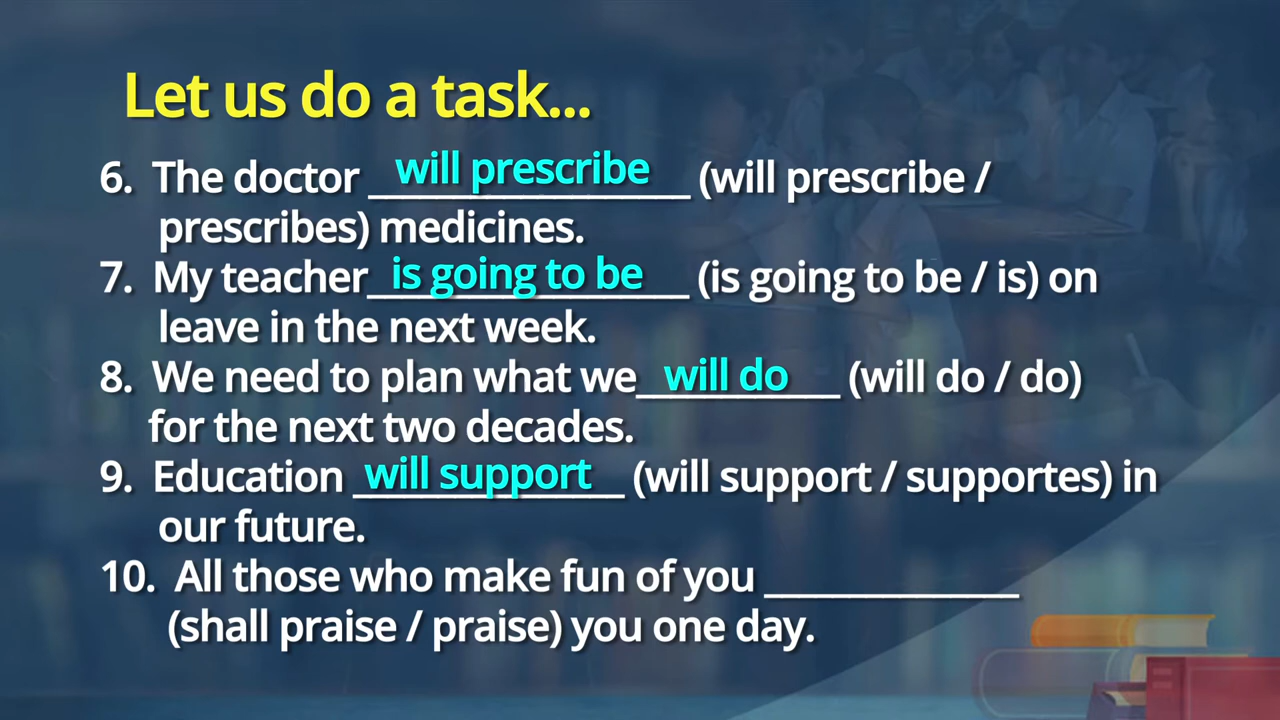 Let us do a task...
6. The doctor will prescribe (will prescribe /
prescribes) medicines.
7. My teacher is going to be (is going to be / is) on
leave in the next week.
8. We need to plan what we will do (will do / do)
for the next two decades.
9. Education will support (will support / supportes) in
our future.
10. All those who make fun of you ______________
(shall praise / praise) you one day.